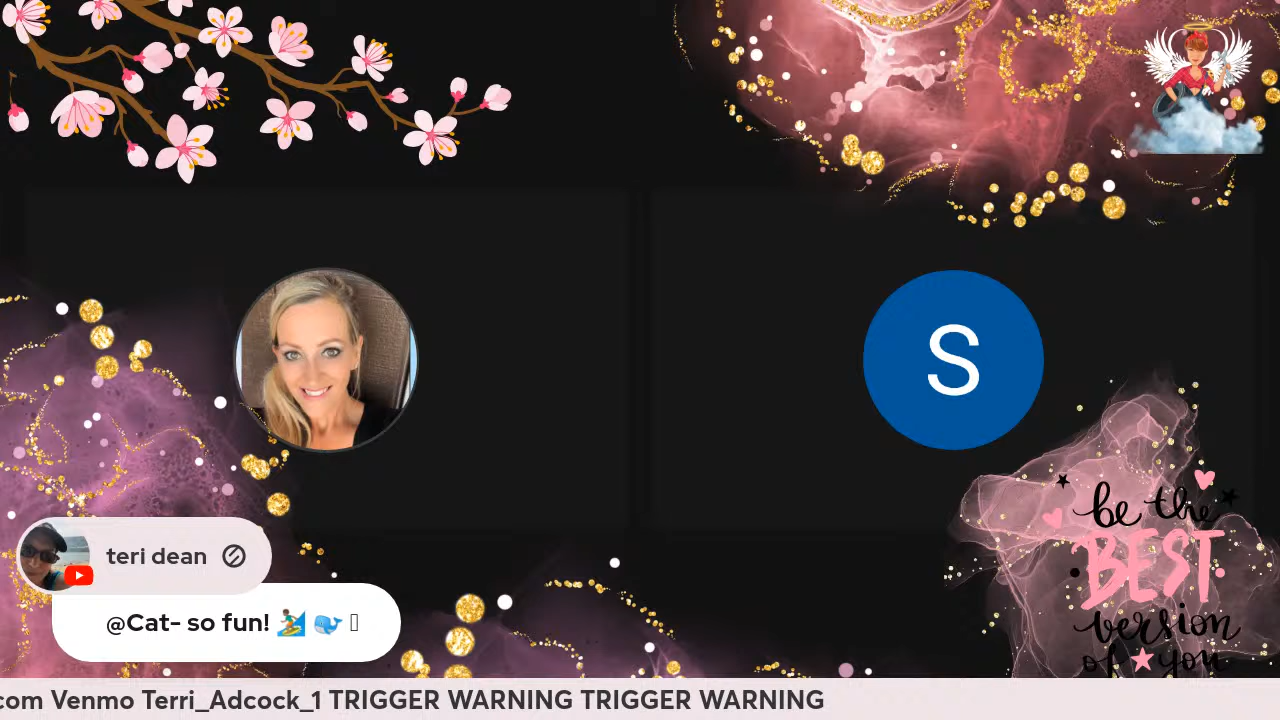 S
be the
BEST
version
of you
teri dean
@Cat- so fun!
com Venmo Terri_Adcock_1 TRIGGER WARNING TRIGGER WARNING